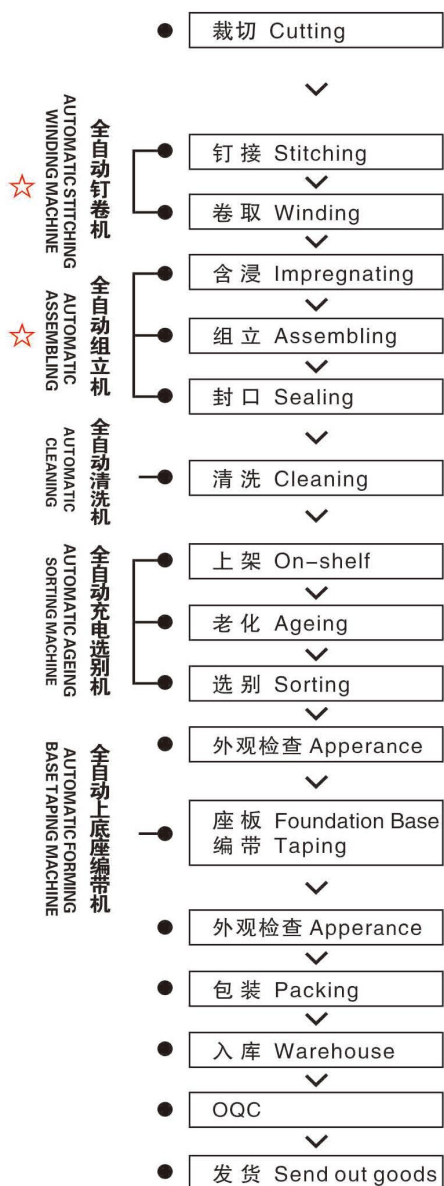 裁切 Cutting
全自动钉卷机
AUTOMATIC STITCHING
WINDING MACHINE
钉接 Stitching
卷取 Winding
全自动组立机
AUTOMATIC
ASSEMBLING
含浸 Impregnating
组立 Assembling
封口 Sealing
全自动清洗机
AUTOMATIC
CLEANING
清洗 Cleaning
全自动充电选别机
AUTOMATIC AGEING
SORTING MACHINE
上架 On-shelf
老化 Ageing
选别 Sorting
外观检查 Apperance
全自动上底座编带机
AUTOMATIC FORMING
BASE TAPING MACHINE
座板 Foundation Base
编带 Taping
外观检查 Apperance
包装 Packing
入库 Warehouse
OQC
发货 Send out goods